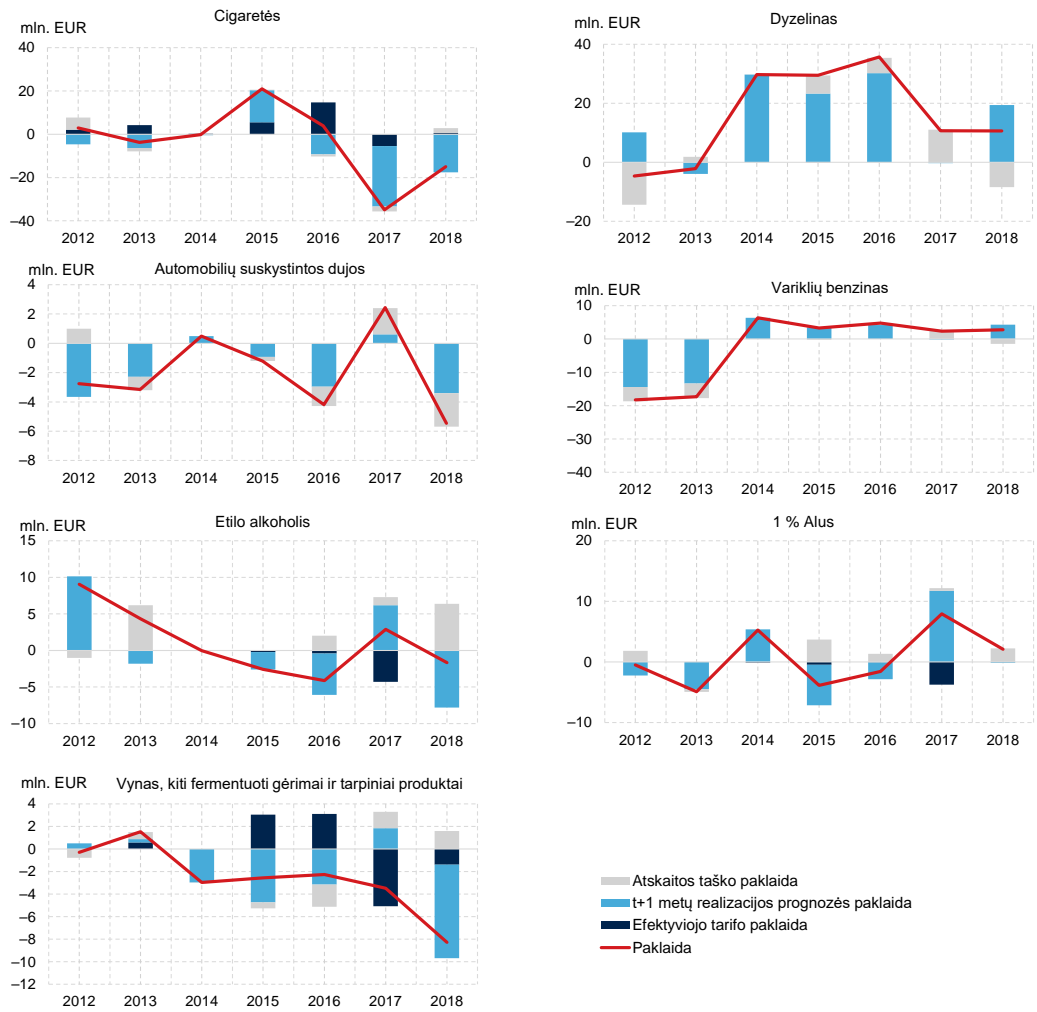 Cigaretės
mln. EUR
40
20
0
–20
–40
2012 2013 2014 2015 2016 2017 2018
Dyzelinas
mln. EUR
40
20
0
–20
2012 2013 2014 2015 2016 2017 2018
Automobilių suskystintos dujos
mln. EUR
4
2
0
–2
–4
–6
–8
2012 2013 2014 2015 2016 2017 2018
Variklių benzinas
mln. EUR
10
0
–10
–20
–30
–40
2012 2013 2014 2015 2016 2017 2018
Etilo alkoholis
mln. EUR
15
10
5
0
–5
–10
2012 2013 2014 2015 2016 2017 2018
1 % Alus
mln. EUR
20
10
0
–10
2012 2013 2014 2015 2016 2017 2018
Vynas, kiti fermentuoti gėrimai ir tarpiniai produktai
mln. EUR
4
2
0
–2
–4
–6
–8
–10
–12
2012 2013 2014 2015 2016 2017 2018
Atskaitos taško paklaida
t+1 metų realizacijos prognozės paklaida
Efektyviojo tarifo paklaida
Paklaida